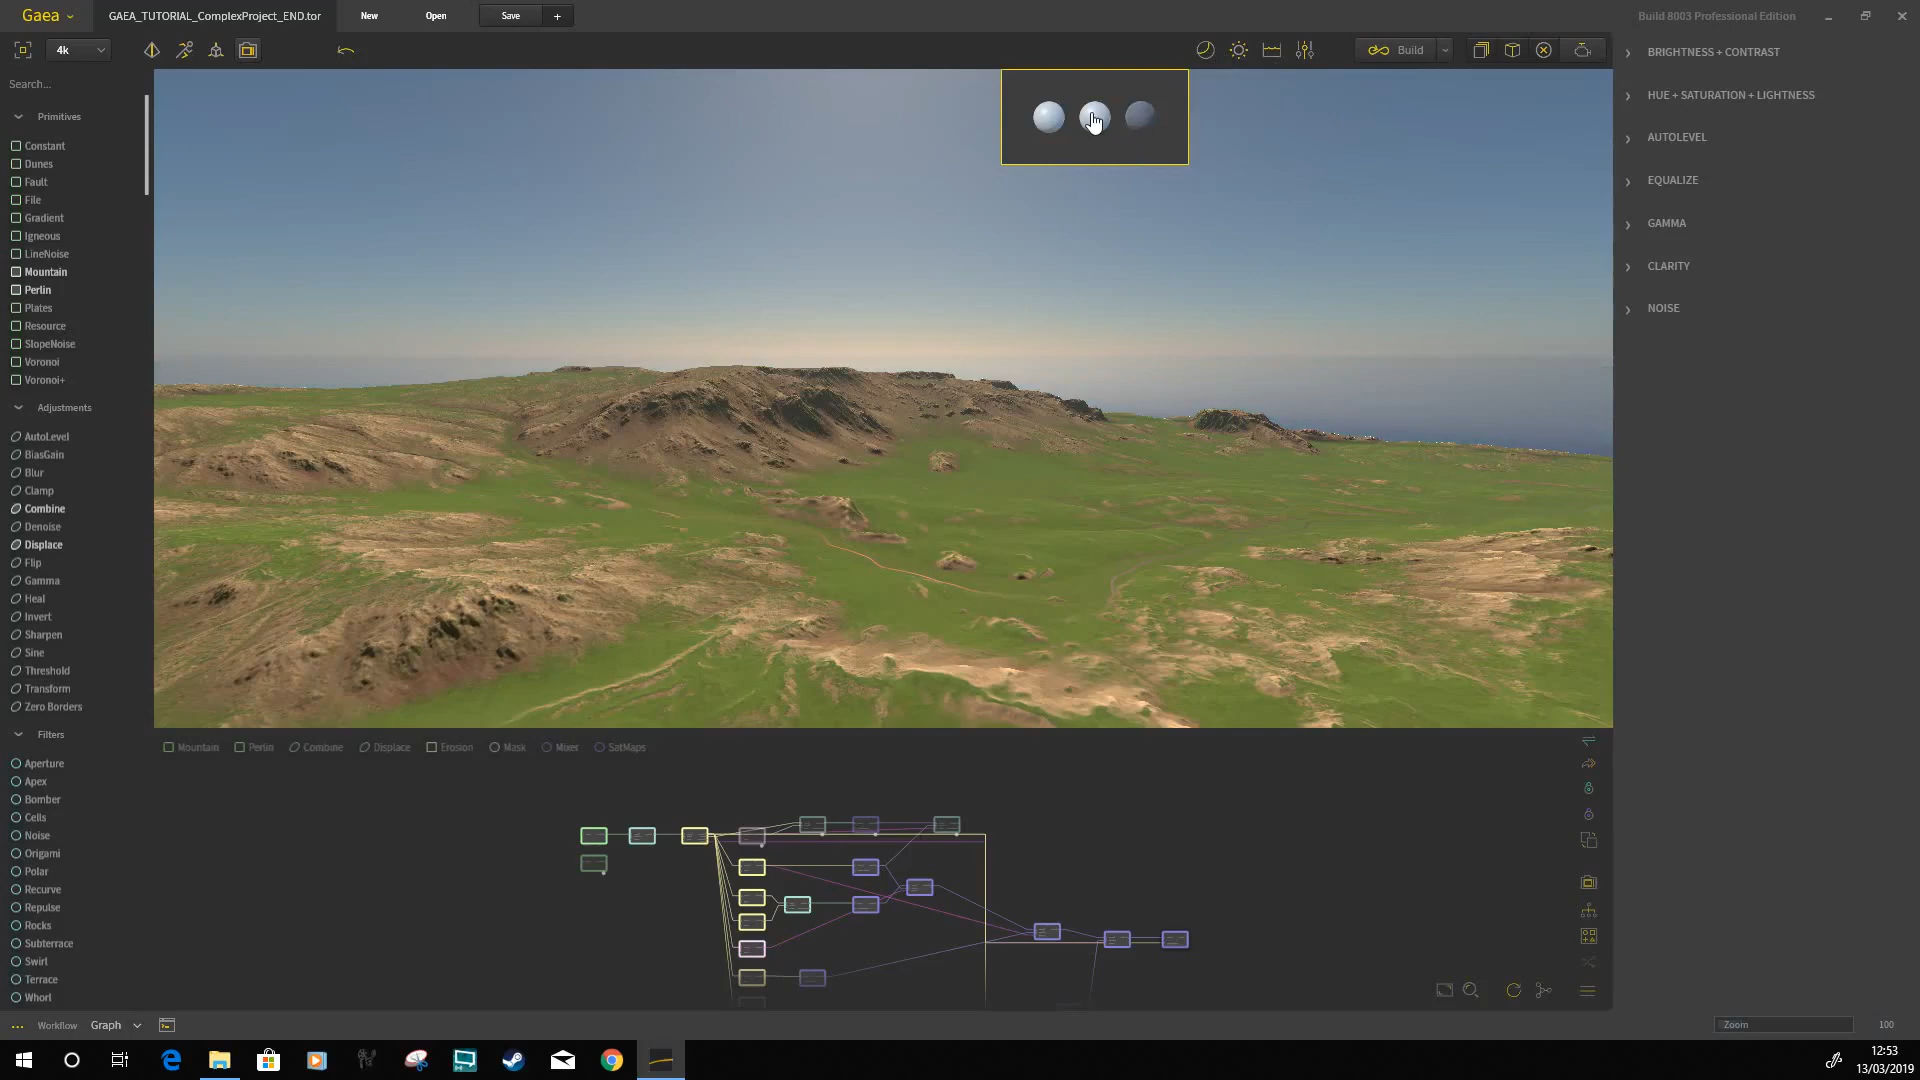 Gaea
GAEA_TUTORIAL_ComplexProject_END.tor
New
Open
Save
+
Build 8003 Professional Edition
4k
Build
Search...
Primitives
Constant
Dunes
Fault
File
Gradient
Igneous
LineNoise
Mountain
Perlin
Plates
Resource
SlopeNoise
Voronoi
Voronoi+
Adjustments
AutoLevel
BiasGain
Blur
Clamp
Combine
Denoise
Displace
Flip
Gamma
Heal
Invert
Sharpen
Sine
Threshold
Transform
Zero Borders
Filters
Aperture
Apex
Bomber
Cells
Noise
Origami
Polar
Recurve
Repulse
Rocks
Subterrace
Swirl
Terrace
Whorl
BRIGHTNESS + CONTRAST
HUE + SATURATION + LIGHTNESS
AUTOLEVEL
EQUALIZE
GAMMA
CLARITY
NOISE
Mountain Perlin Combine Displace Erosion Mask Mixer SatMaps
Workflow Graph
Zoom 100
12:53
13/03/2019